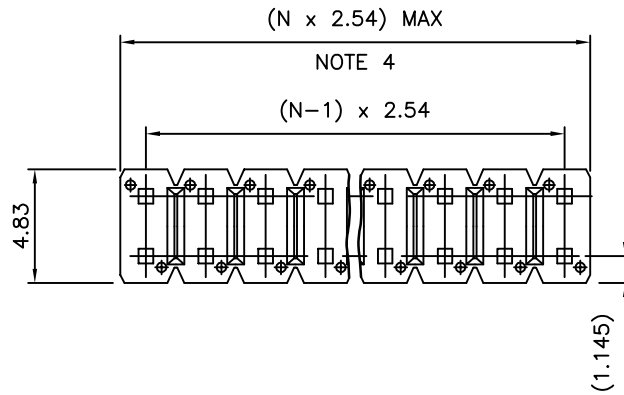 (N x 2.54) MAX
NOTE 4
(N-1) x 2.54
4.83
(1.145)